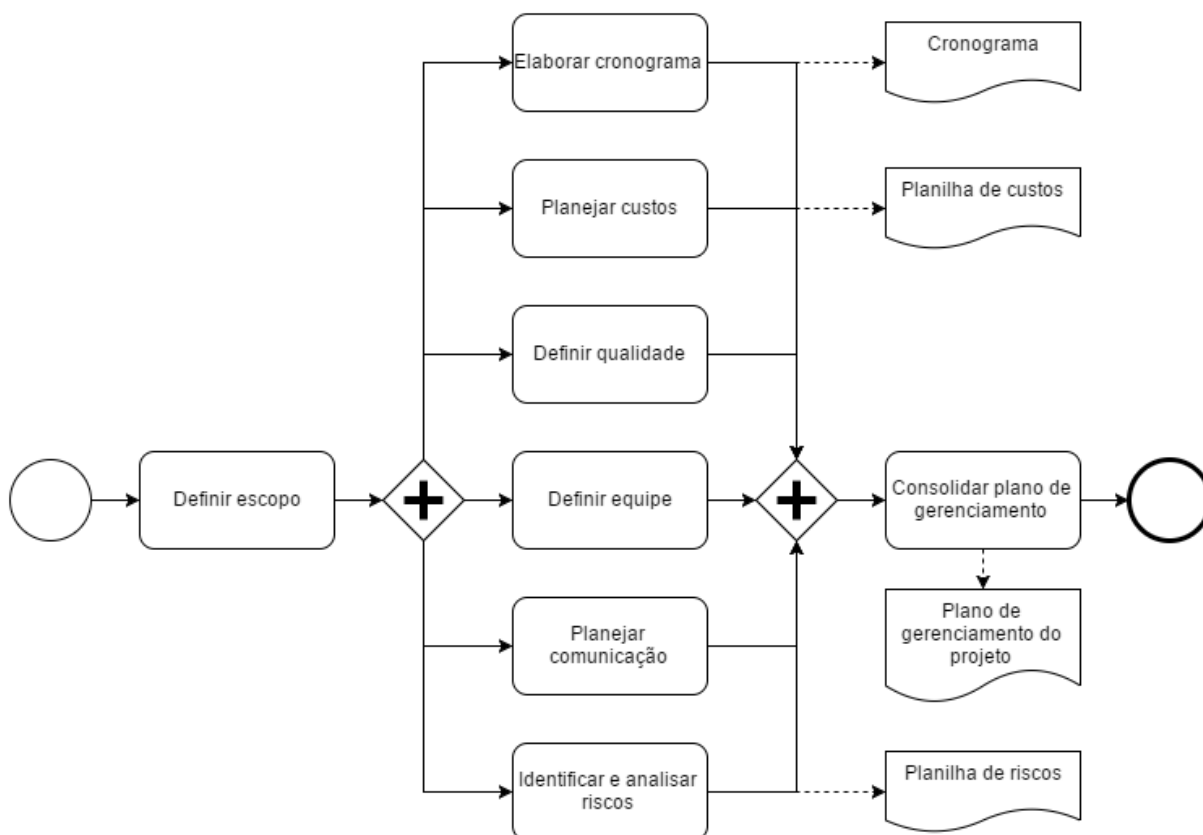 Elaborar cronograma
Cronograma
Planejar custos
Planilha de custos
Definir qualidade
Definir escopo
Definir equipe
Consolidar plano de
gerenciamento
Planejar
comunicação
Plano de
gerenciamento do
projeto
Identificar e analisar
riscos
Planilha de riscos